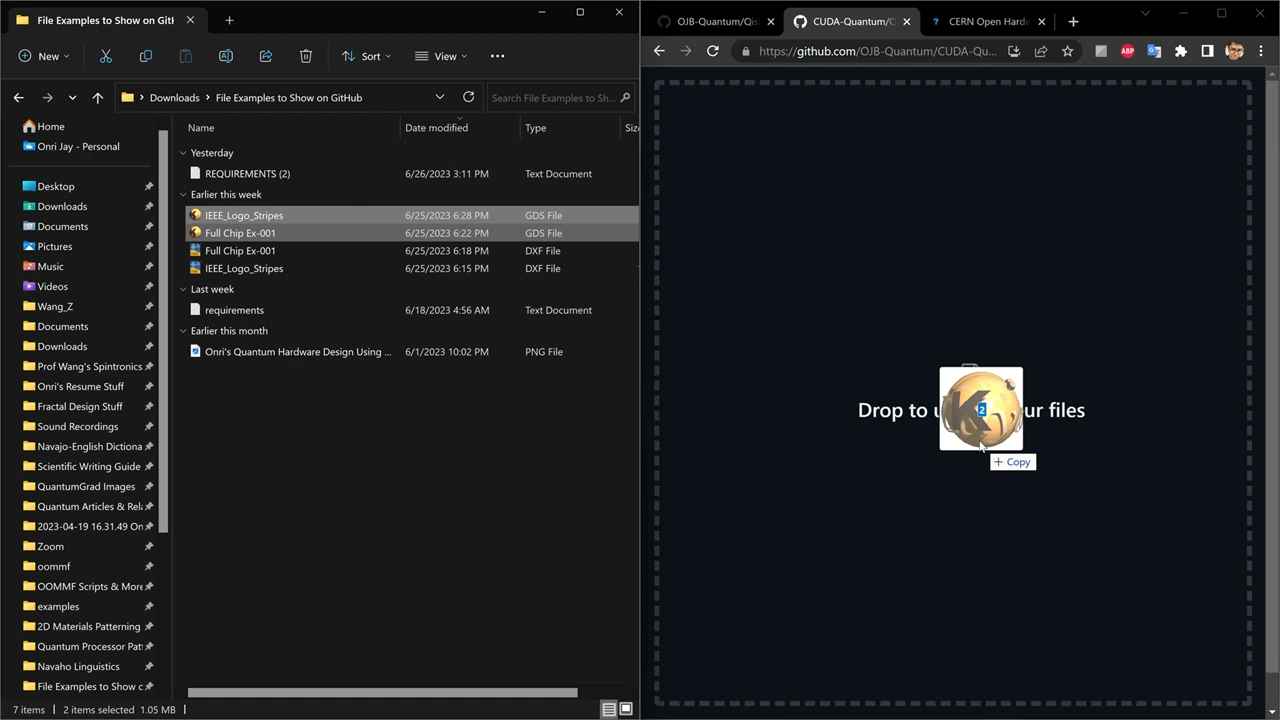 File Examples to Show on GitH
New
Sort
View
Downloads
File Examples to Show on GitHub
Search File Examples to Sh...
Home
Onri Jay - Personal
Desktop
Downloads
Documents
Pictures
Music
Videos
Wang_Z
Documents
Downloads
Prof Wang's Spintronics
Onri's Resume Stuff
Fractal Design Stuff
Sound Recordings
Navajo-English Dictiona
Scientific Writing Guide
QuantumGrad Images
Quantum Articles & Rela
2023-04-19 16.31.49 On
Zoom
oommf
OOMMF Scripts & More
examples
2D Materials Patterning
Quantum Processor Pat
Navaho Linguistics
File Examples to Show o
Name Date modified Type Siz
Yesterday
REQUIREMENTS (2) 6/26/2023 3:11 PM Text Document
Earlier this week
IEEE_Logo_Stripes 6/25/2023 6:28 PM GDS File
Full Chip Ex-001 6/25/2023 6:22 PM GDS File
Full Chip Ex-001 6/25/2023 6:18 PM DXF File
IEEE_Logo_Stripes 6/25/2023 6:15 PM DXF File
Last week
requirements 6/18/2023 4:56 AM Text Document
Earlier this month
Onri's Quantum Hardware Design Using ... 6/1/2023 10:02 PM PNG File
7 items 2 items selected 1.05 MB
OJB-Quantum/Qis
CUDA-Quantum/C
? CERN Open Hardw
https://github.com/OJB-Quantum/CUDA-Qu...
ABP
Drop to u ur files
K
2
+ Copy